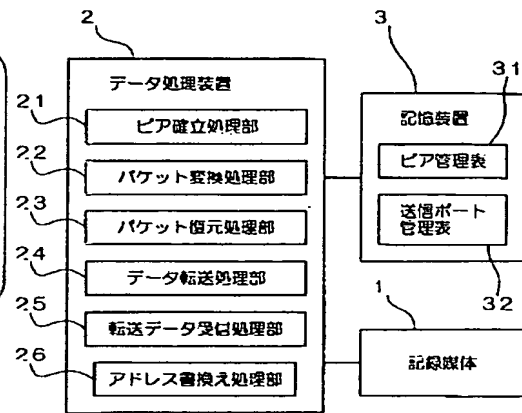 2
データ処理装置
21
ピア確立処理部
22
パケット変換処理部
23
パケット復元処理部
24
データ転送処理部
25
転送データ受付処理部
26
アドレス書換え処理部
3
記憶装置
31
ピア管理表
送信ポート
管理表
32
1
記録媒体